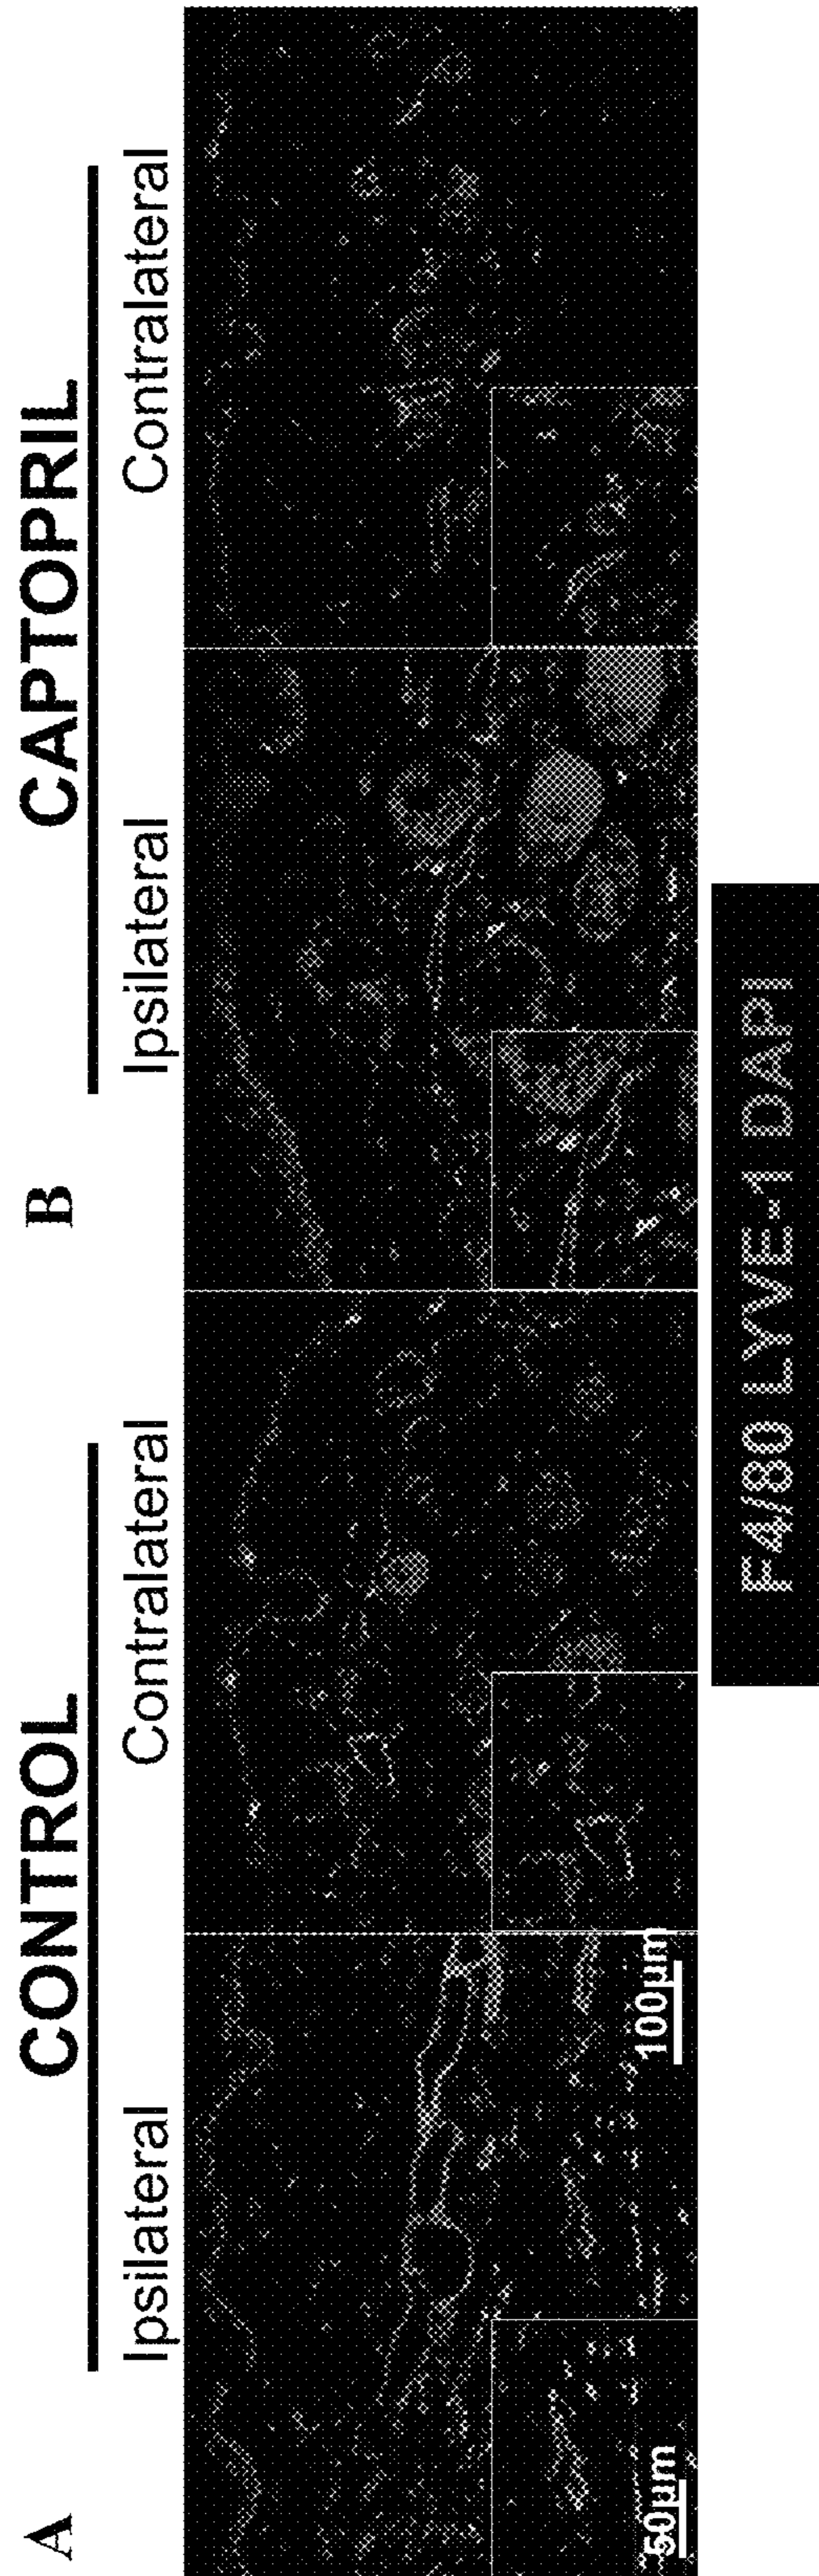 A
CONTROL
Ipsilateral
Contralateral
B
CAPTOPRIL
Ipsilateral
Contralateral
50µm
100µm
F4/80 LYVE-1 DAPI